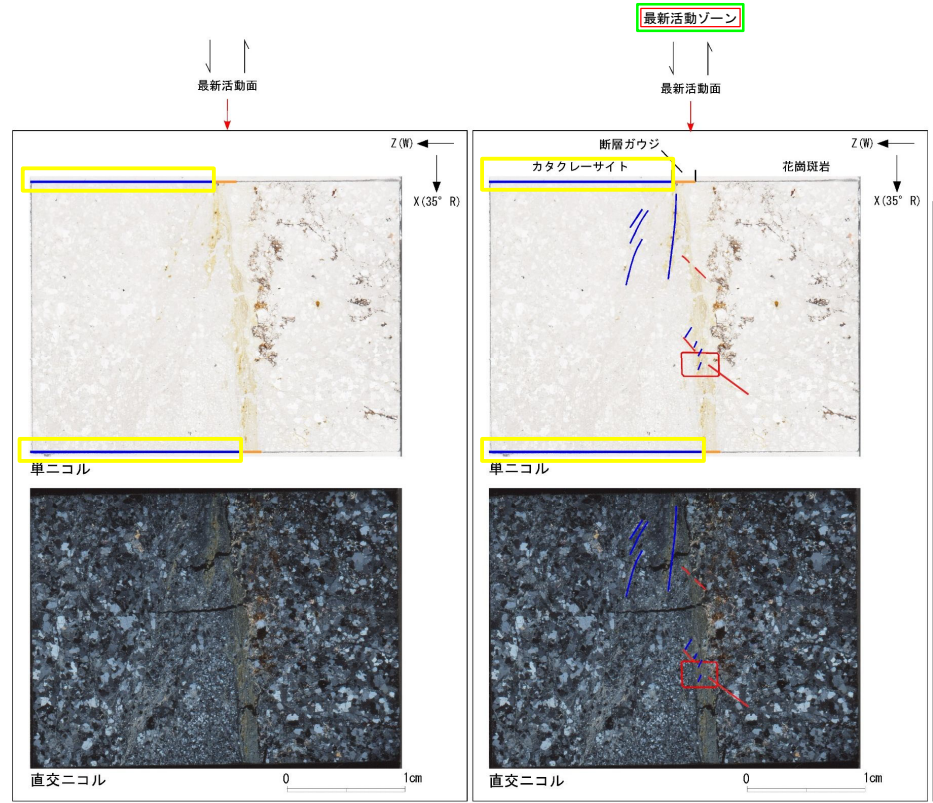 最新活動ゾーン
最新活動面
最新活動面
Z(W)
X(35° R)
単ニコル
直交ニコル
0
1cm
断層ガウジ
カタクレーサイト
花崗斑岩
Z(W)
X(35° R)
単ニコル
直交ニコル
0
1cm